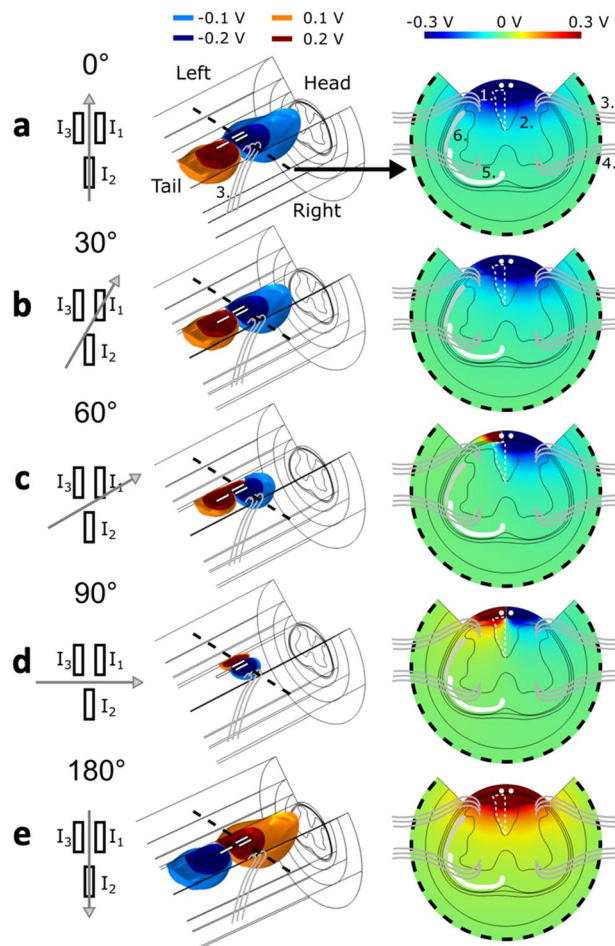 -0.1 V 0.1 V
-0.2 V 0.2 V
-0.3 V 0 V 0.3 V
0°
a
I3 I1
I2
Left
Head
Tail
Right
3.
1.
2.
3.
4.
5.
6.
30°
b
I3 I1
I2
60°
c
I3 I1
I2
90°
d
I3 I1
I2
180°
e
I3 I1
I2